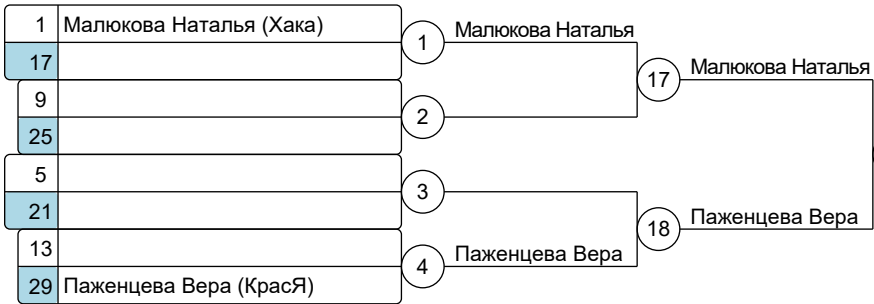 1 Малюкова Наталья (Хака)
17
1 Малюкова Наталья
9
25
2
17 Малюкова Наталья
5
21
3
13
29 Паженцева Вера (КрасЯ)
4 Паженцева Вера
18 Паженцева Вера